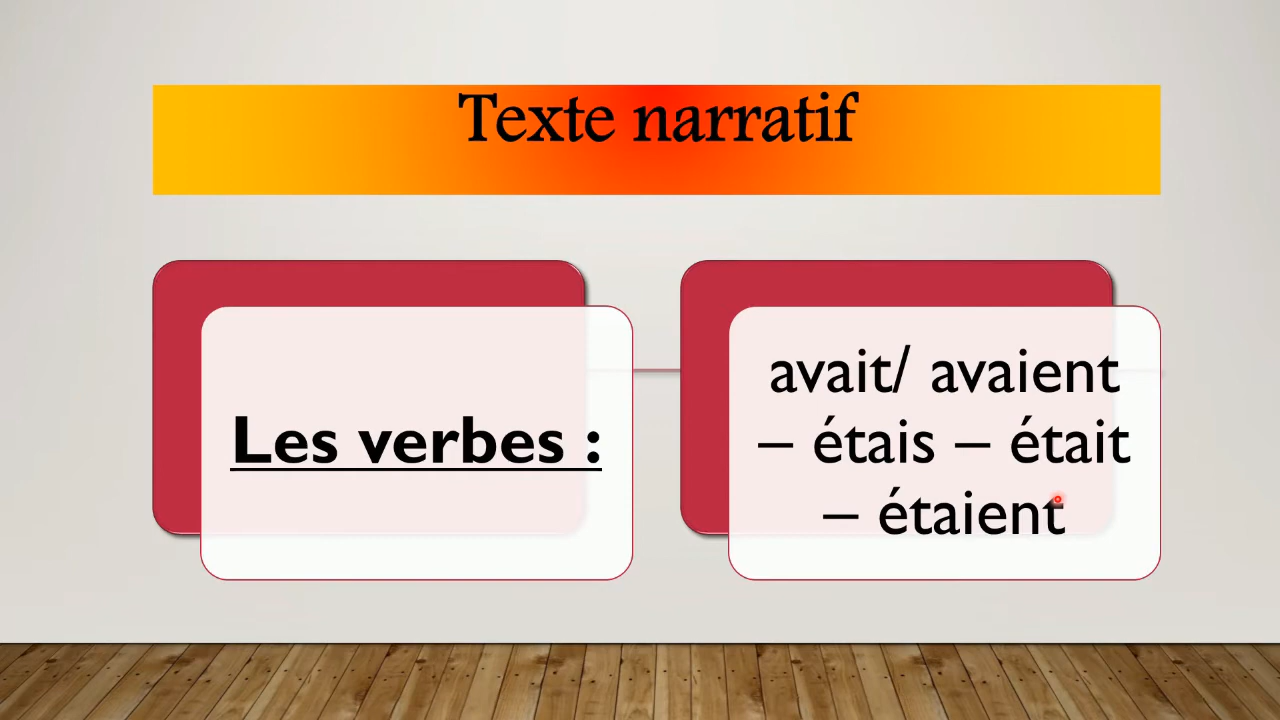 Texte narratif
Les verbes :
avait/ avaient
– étais – était
– étaient